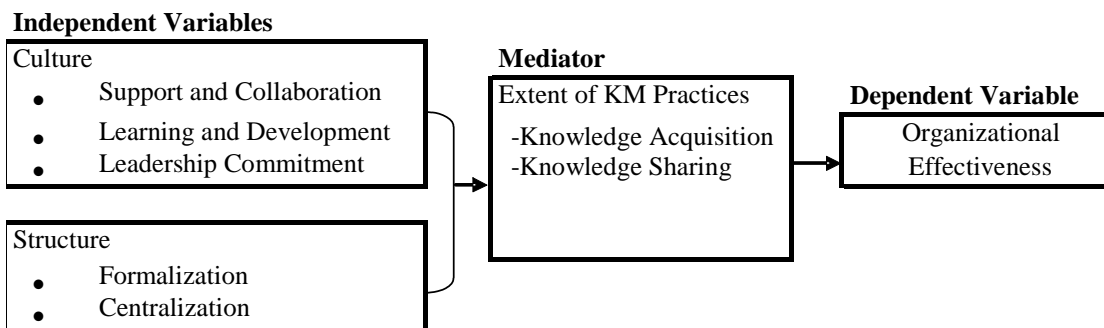 Independent Variables
Culture
• Support and Collaboration
• Learning and Development
• Leadership Commitment
Structure
• Formalization
• Centralization
Mediator
Extent of KM Practices
-Knowledge Acquisition
-Knowledge Sharing
Dependent Variable
Organizational
Effectiveness